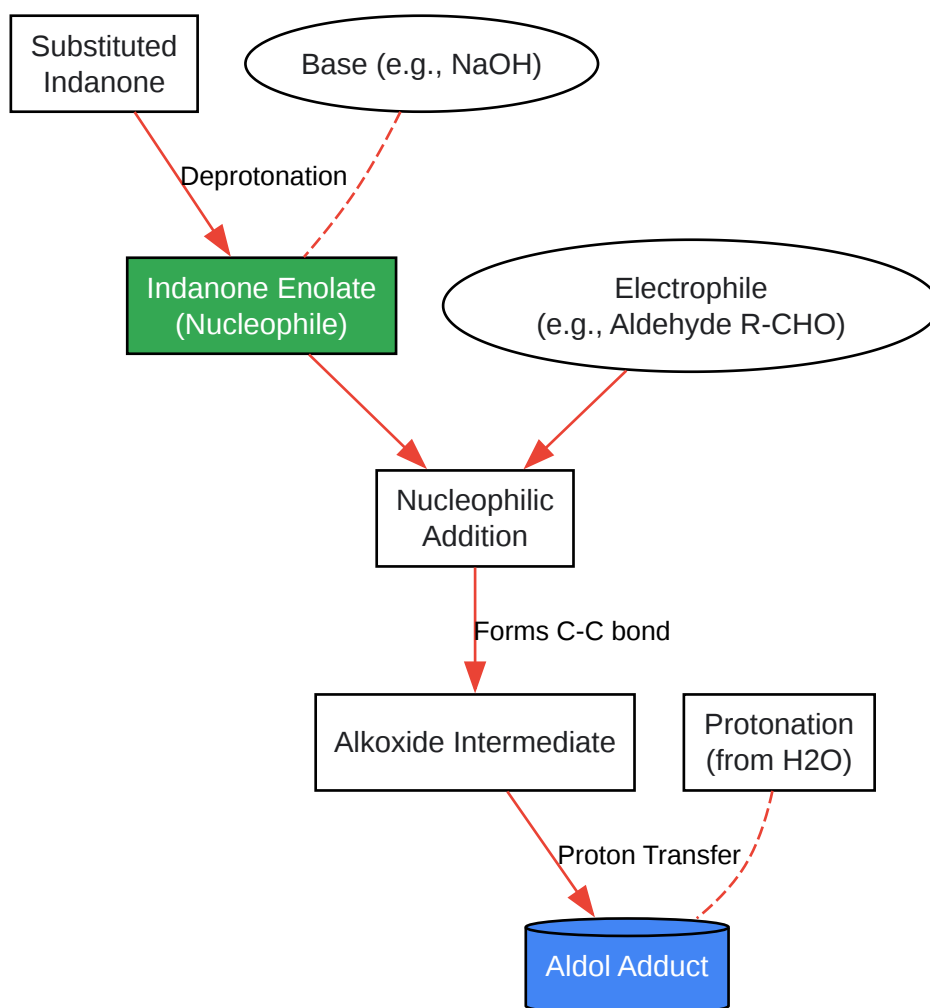 Substituted
Indanone
Base (e.g., NaOH)
Deprotonation
Indanone Enolate
(Nucleophile)
Electrophile
(e.g., Aldehyde R-CHO)
Nucleophilic
Addition
Forms C-C bond
Alkoxide Intermediate
Protonation
(from H2O)
Proton Transfer
Aldol Adduct